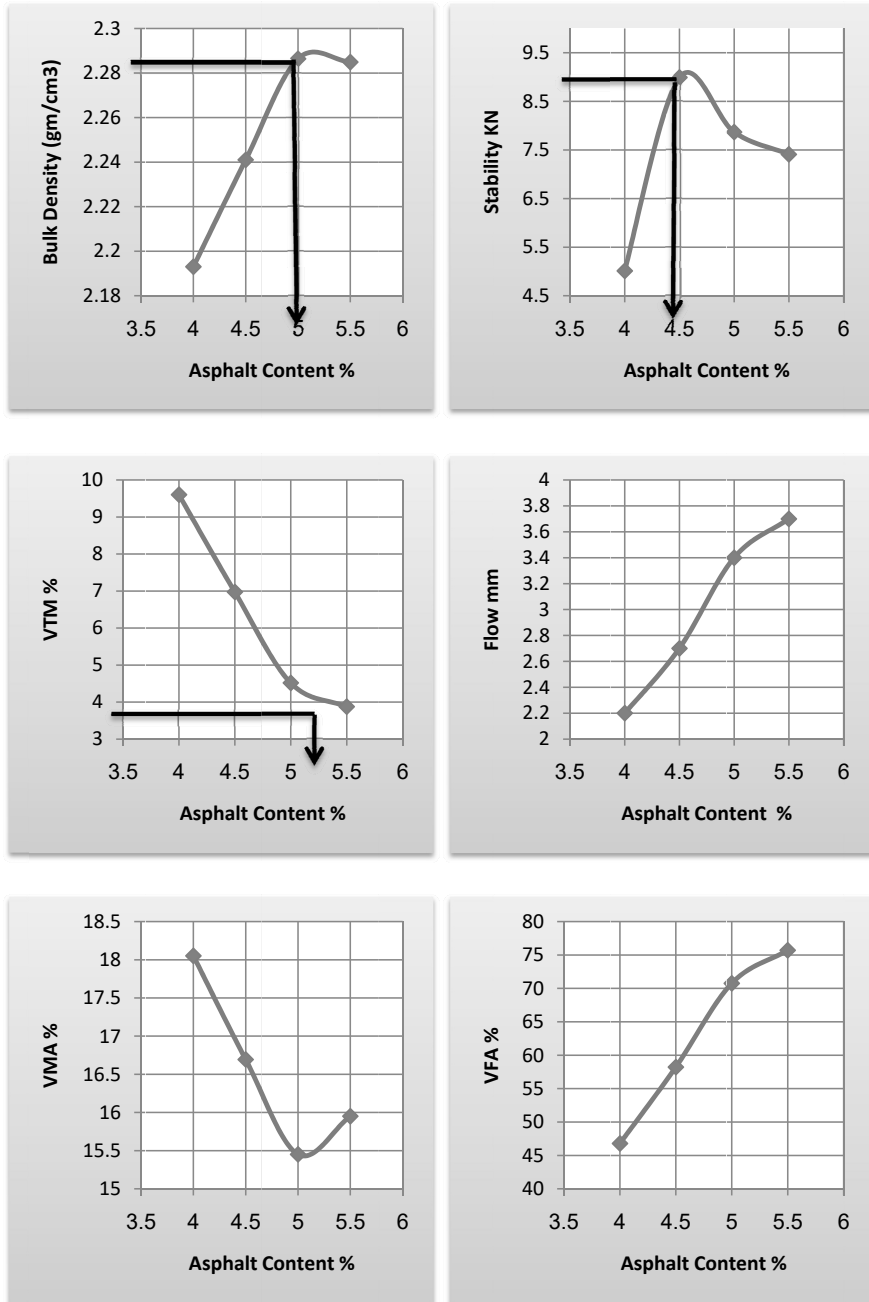 Bulk Density (gm/cm3)
2.3
2.28
2.26
2.24
2.22
2.2
2.18
3.5 4 4.5 5 5.5 6
Asphalt Content %
Stability KN
9.5
8.5
7.5
6.5
5.5
4.5
3.5 4 4.5 5 5.5 6
Asphalt Content %
VTM %
10
9
8
7
6
5
4
3
3.5 4 4.5 5 5.5 6
Asphalt Content %
Flow mm
4
3.8
3.6
3.4
3.2
3
2.8
2.6
2.4
2.2
2
3.5 4 4.5 5 5.5 6
Asphalt Content %
VMA %
18.5
18
17.5
17
16.5
16
15.5
15
3.5 4 4.5 5 5.5 6
Asphalt Content %
VFA %
80
75
70
65
60
55
50
45
40
3.5 4 4.5 5 5.5 6
Asphalt Content %